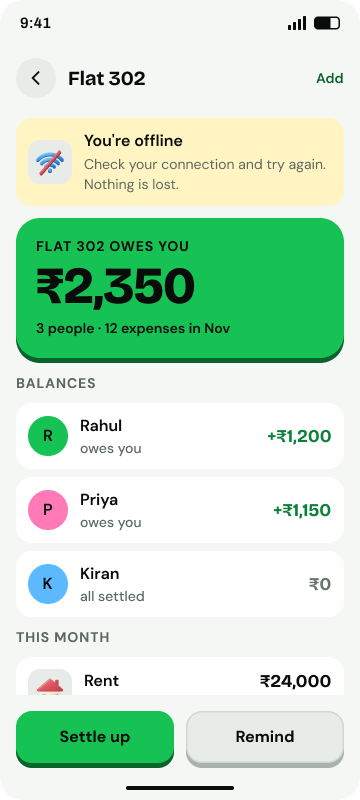 9:41
Flat 302
Add
You're offline
Check your connection and try again.
Nothing is lost.
FLAT 302 OWES YOU
₹2,350
3 people · 12 expenses in Nov
BALANCES
R
Rahul
owes you
+₹1,200
P
Priya
owes you
+₹1,150
K
Kiran
all settled
₹0
THIS MONTH
Rent
₹24,000
Settle up
Remind